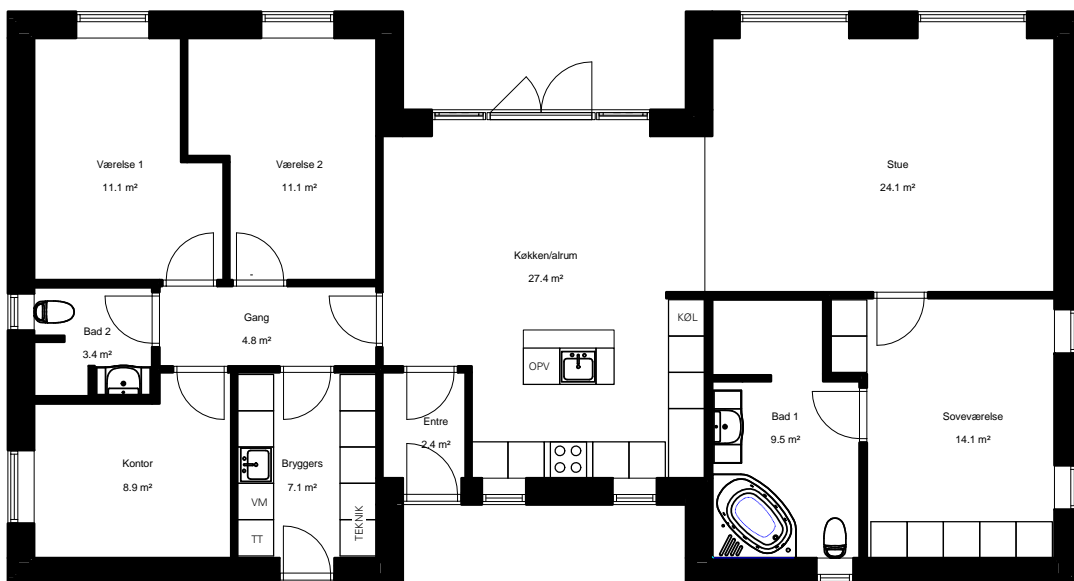 Værelse 1
11.1 m²
Værelse 2
11.1 m²
Stue
24.1 m²
Køkken/alrum
27.4 m²
Gang
4.8 m²
Bad 2
3.4 m²
KØL
OPV
Entre
2.4 m²
Bad 1
9.5 m²
Soveværelse
14.1 m²
Kontor
8.9 m²
Bryggers
7.1 m²
VM
TT
TEKNIK